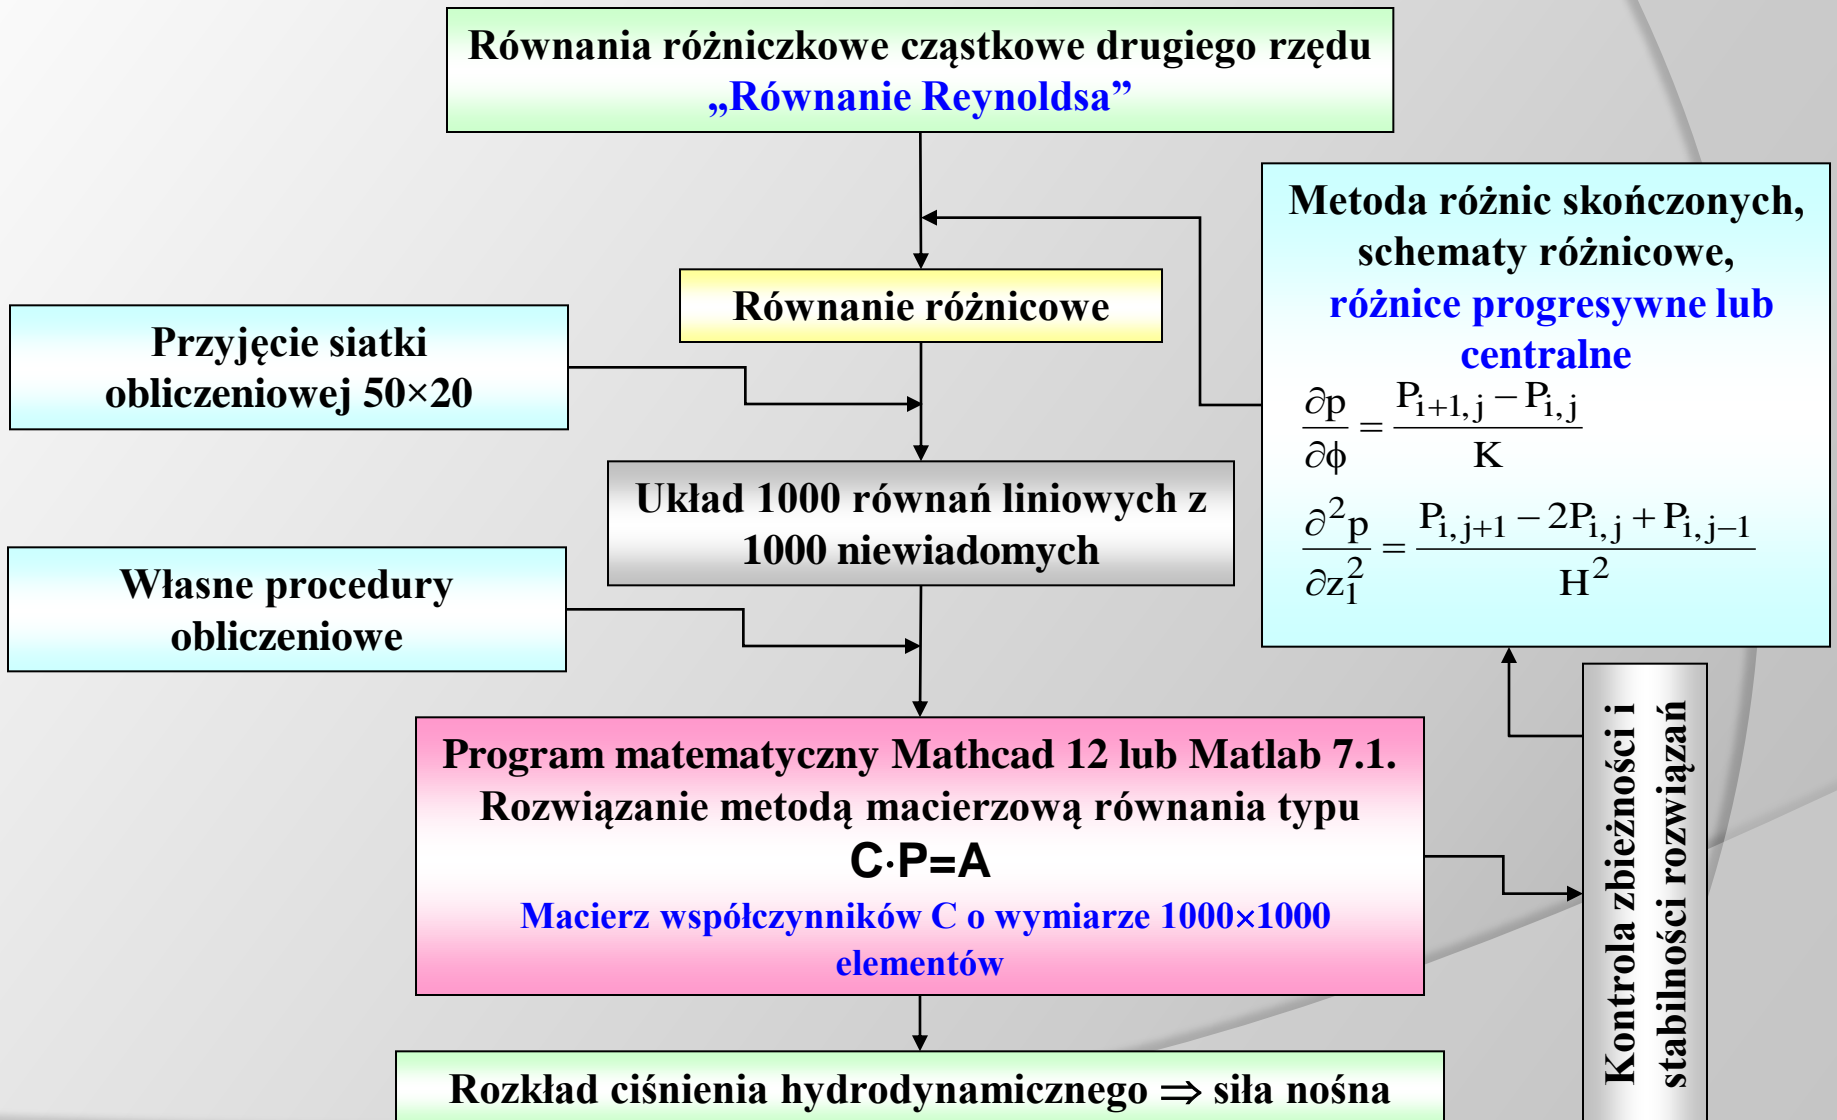 Równania różniczkowe cząstkowe drugiego rzędu
„Równanie Reynoldsa”
Metoda różnic skończonych,
schematy różnicowe,
różnice progresywne lub
centralne
∂p/∂ϕ = (P_{i+1, j} − P_{i, j})/K
∂²p/∂z₁² = (P_{i, j+1} − 2P_{i, j} + P_{i, j−1})/H²
Równanie różnicowe
Przyjęcie siatki
obliczeniowej 50×20
Układ 1000 równań liniowych z
1000 niewiadomych
Własne procedury
obliczeniowe
Program matematyczny Mathcad 12 lub Matlab 7.1.
Rozwiązanie metodą macierzową równania typu
C·P=A
Macierz współczynników C o wymiarze 1000×1000
elementów
Kontrola zbieżności i
stabilności rozwiązań
Rozkład ciśnienia hydrodynamicznego ⇒ siła nośna